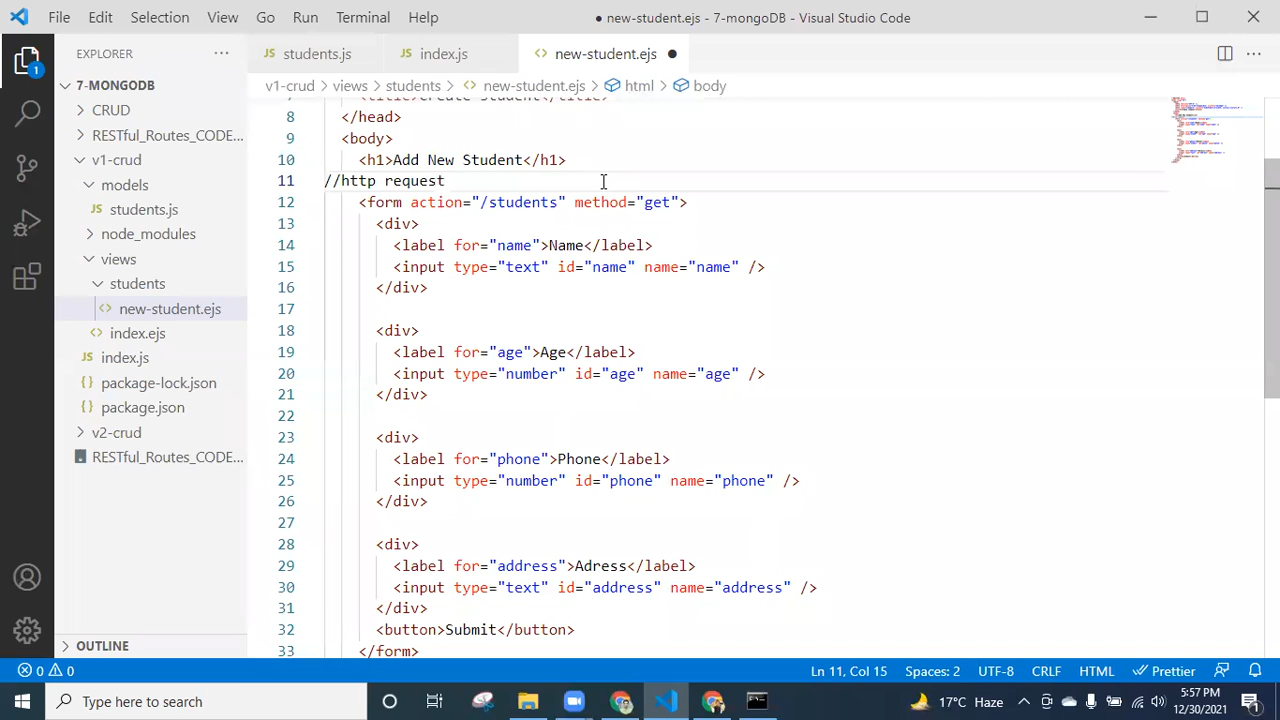 File Edit Selection View Go Run Terminal Help
● new-student.ejs - 7-mongoDB - Visual Studio Code
EXPLORER
students.js
index.js
new-student.ejs
7-MONGODB
v1-crud > views > students > new-student.ejs > html > body
CRUD
RESTful_Routes_CODE...
v1-crud
models
students.js
node_modules
views
students
new-student.ejs
index.ejs
index.js
package-lock.json
package.json
v2-crud
RESTful_Routes_CODE...
OUTLINE
<title>Create Student</title>
8 </head>
9 <body>
10 <h1>Add New Student</h1>
11 //http request
12 <form action="/students" method="get">
13 <div>
14 <label for="name">Name</label>
15 <input type="text" id="name" name="name" />
16 </div>
17
18 <div>
19 <label for="age">Age</label>
20 <input type="number" id="age" name="age" />
21 </div>
22
23 <div>
24 <label for="phone">Phone</label>
25 <input type="number" id="phone" name="phone" />
26 </div>
27
28 <div>
29 <label for="address">Adress</label>
30 <input type="text" id="address" name="address" />
31 </div>
32 <button>Submit</button>
33 </form>
1
0 0
Ln 11, Col 15
Spaces: 2
UTF-8
CRLF
HTML
Prettier
Type here to search
17°C Haze
5:57 PM
12/30/2021
1